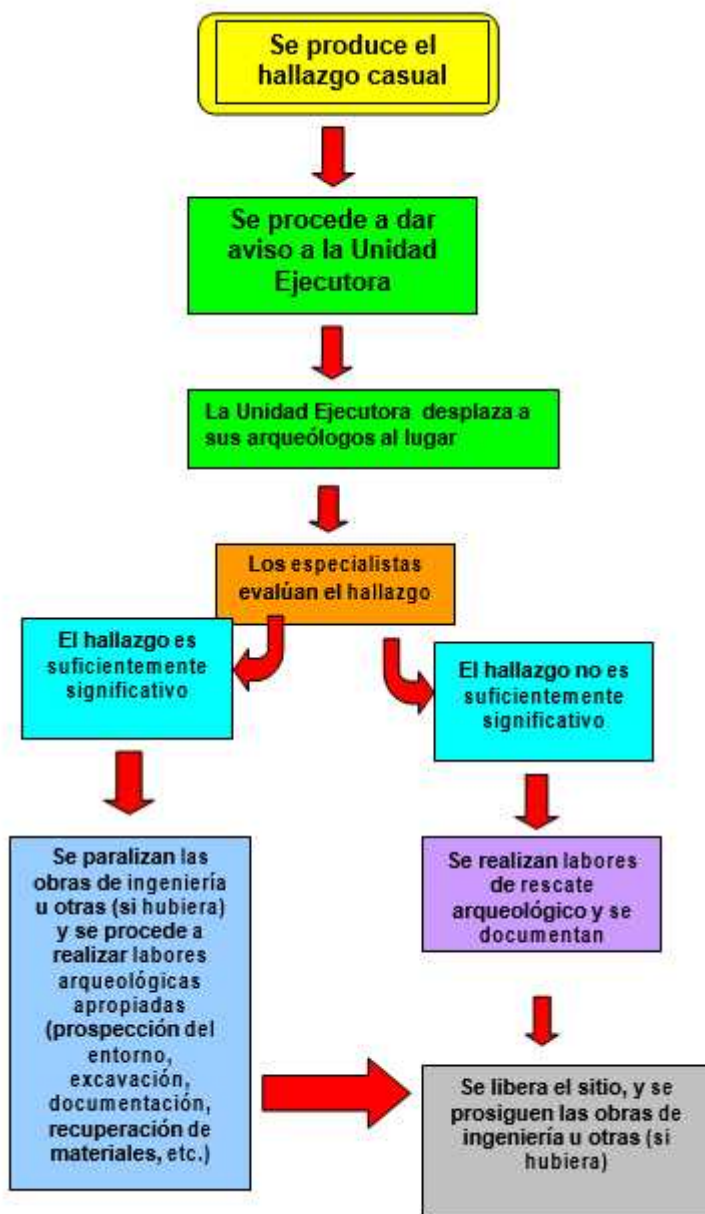 Se produce el
hallazgo casual
Se procede a dar
aviso a la Unidad
Ejecutora
La Unidad Ejecutora desplaza a
sus arqueólogos al lugar
Los especialistas
evalúan el hallazgo
El hallazgo es
suficientemente
significativo
El hallazgo no es
suficientemente
significativo
Se paralizan las
obras de ingeniería
u otras (si hubiera)
y se procede a
realizar labores
arqueológicas
apropiadas
(prospección del
entorno,
excavación,
documentación,
recuperación de
materiales, etc.)
Se realizan labores
de rescate
arqueológico y se
documentan
Se libera el sitio, y se
prosiguen las obras de
ingeniería u otras (si
hubiera)